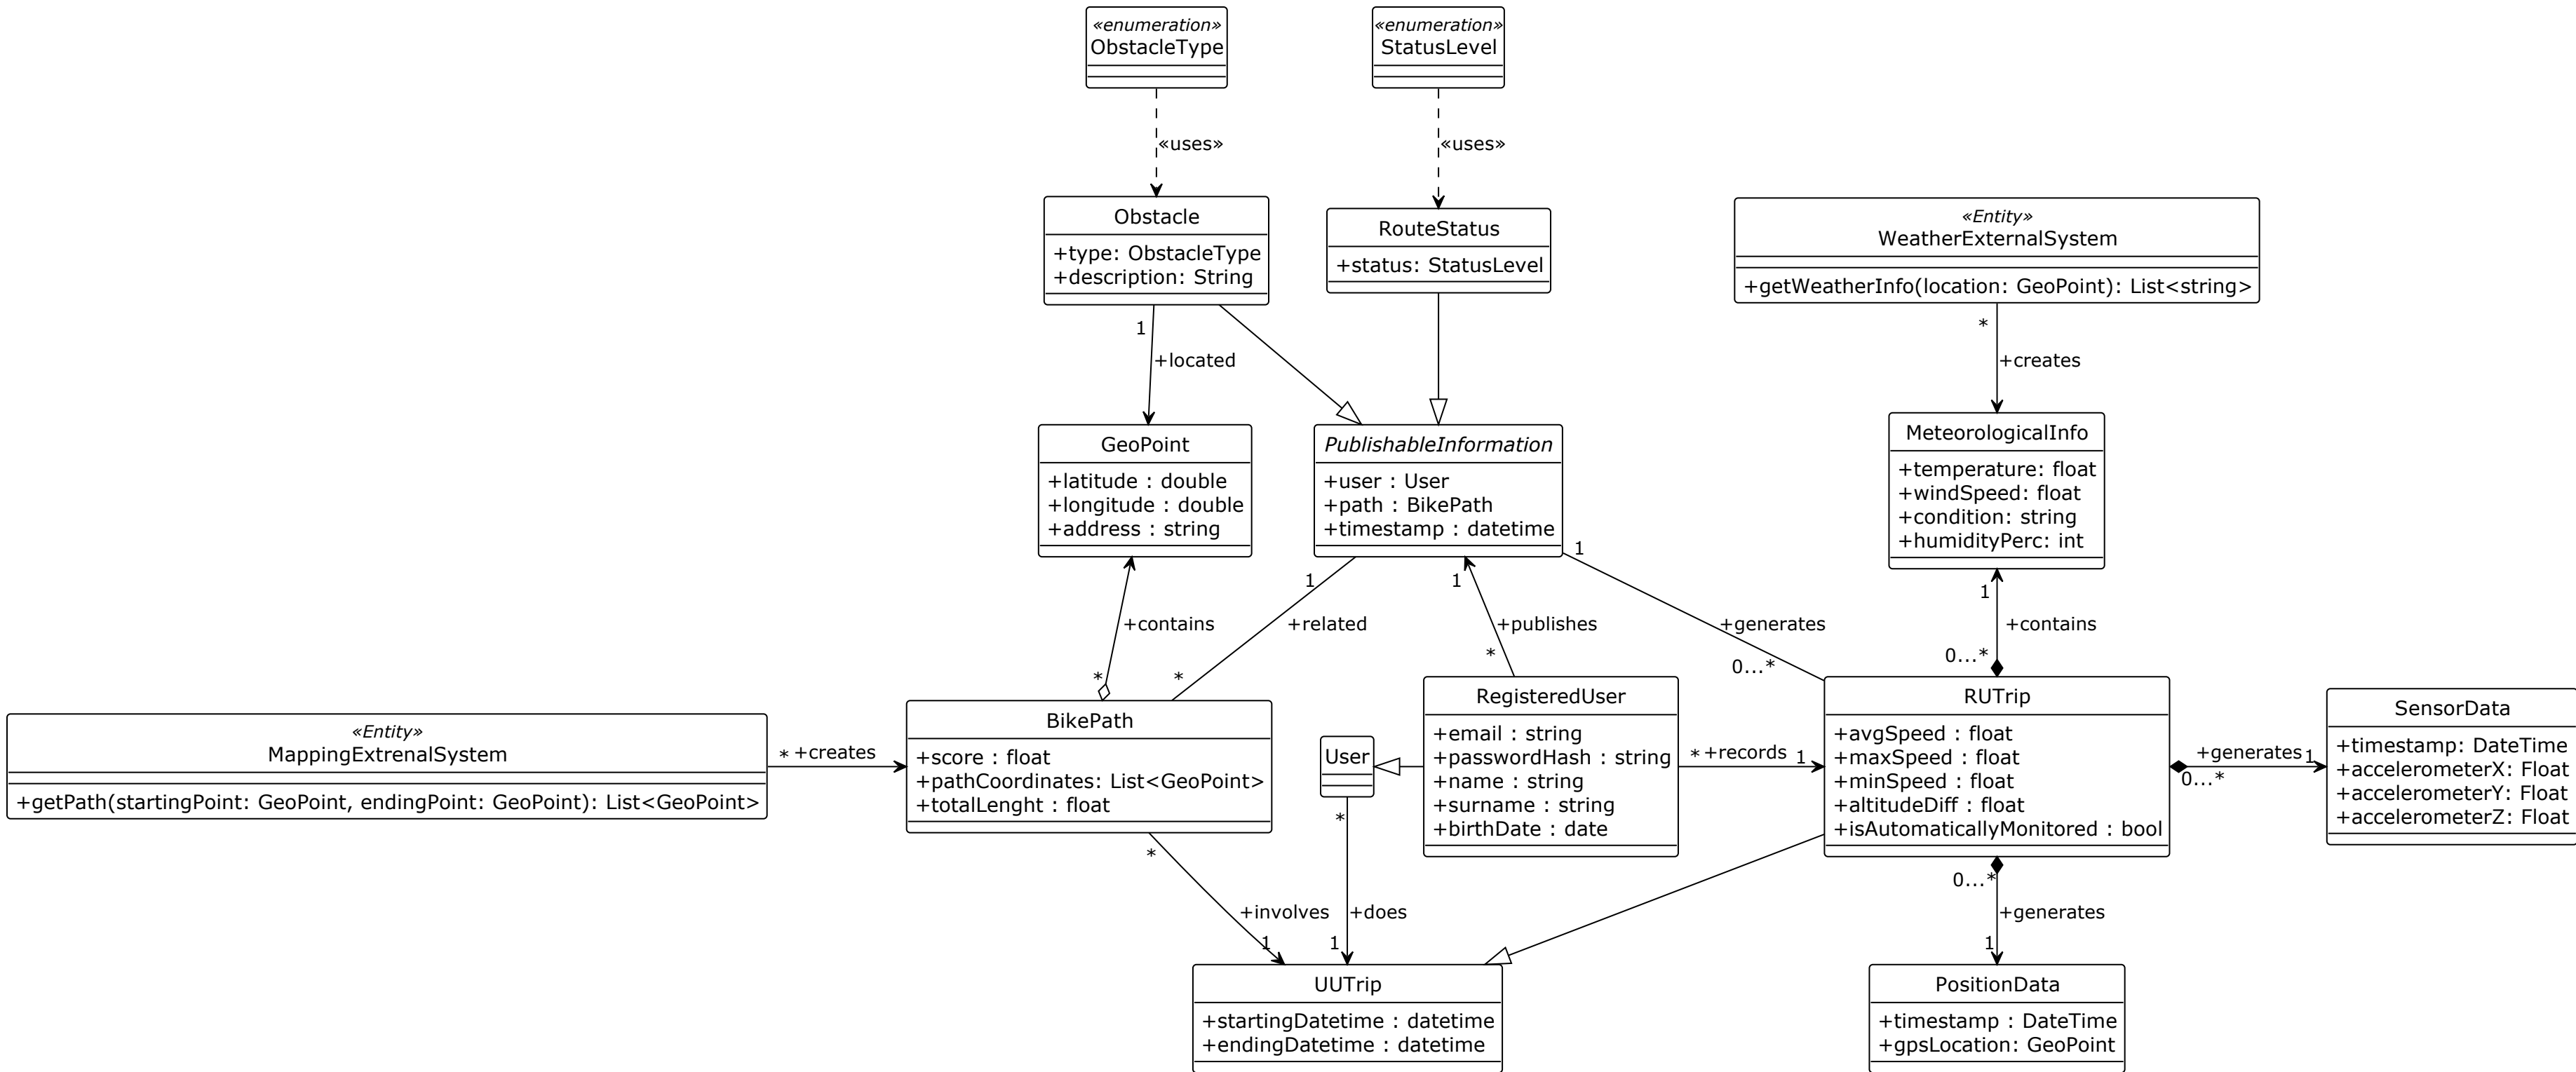 «enumeration»
ObstacleType
«enumeration»
StatusLevel
«uses»
«uses»
Obstacle
+type: ObstacleType
+description: String
RouteStatus
+status: StatusLevel
«Entity»
WeatherExternalSystem
+getWeatherInfo(location: GeoPoint): List<string>
1
+located
*
+creates
GeoPoint
+latitude : double
+longitude : double
+address : string
PublishableInformation
+user : User
+path : BikePath
+timestamp : datetime
MeteorologicalInfo
+temperature: float
+windSpeed: float
+condition: string
+humidityPerc: int
+contains
*
1
+related
*
1
+publishes
*
1
+generates
0...*
1
+contains
0...*
«Entity»
MappingExtrenalSystem
+getPath(startingPoint: GeoPoint, endingPoint: GeoPoint): List<GeoPoint>
* +creates
BikePath
+score : float
+pathCoordinates: List<GeoPoint>
+totalLenght : float
User
RegisteredUser
+email : string
+passwordHash : string
+name : string
+surname : string
+birthDate : date
* +records 1
RUTrip
+avgSpeed : float
+maxSpeed : float
+minSpeed : float
+altitudeDiff : float
+isAutomaticallyMonitored : bool
+generates 1
0...*
SensorData
+timestamp: DateTime
+accelerometerX: Float
+accelerometerY: Float
+accelerometerZ: Float
*
+involves
1
*
+does
1
0...*
+generates
1
UUTrip
+startingDatetime : datetime
+endingDatetime : datetime
PositionData
+timestamp : DateTime
+gpsLocation: GeoPoint